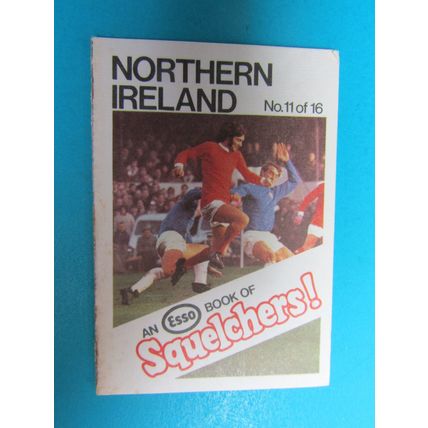 NORTHERN
IRELAND No.11 of 16
AN Esso BOOK OF
Squelchers!